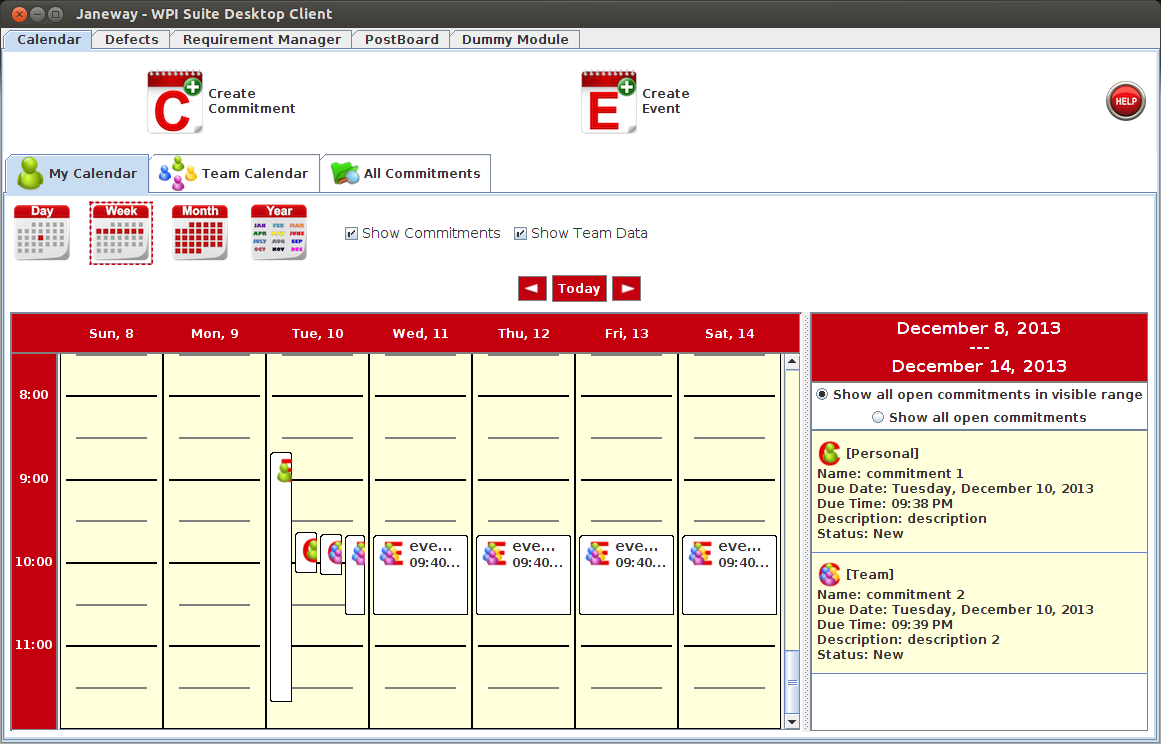 Janeway - WPI Suite Desktop Client
Calendar Defects Requirement Manager PostBoard Dummy Module
C Create Commitment
E Create Event
HELP
My Calendar Team Calendar All Commitments
Day Week Month Year
JAN FEB MAR
APR MAY JUNE
JULY AUG SEP
OCT NOV DEC
Show Commitments Show Team Data
Today
Sun, 8 Mon, 9 Tue, 10 Wed, 11 Thu, 12 Fri, 13 Sat, 14
8:00
9:00
10:00
11:00
eve... eve... eve... eve...
09:40... 09:40... 09:40... 09:40...
December 8, 2013
---
December 14, 2013
Show all open commitments in visible range
Show all open commitments
[Personal]
Name: commitment 1
Due Date: Tuesday, December 10, 2013
Due Time: 09:38 PM
Description: description
Status: New
[Team]
Name: commitment 2
Due Date: Tuesday, December 10, 2013
Due Time: 09:39 PM
Description: description 2
Status: New